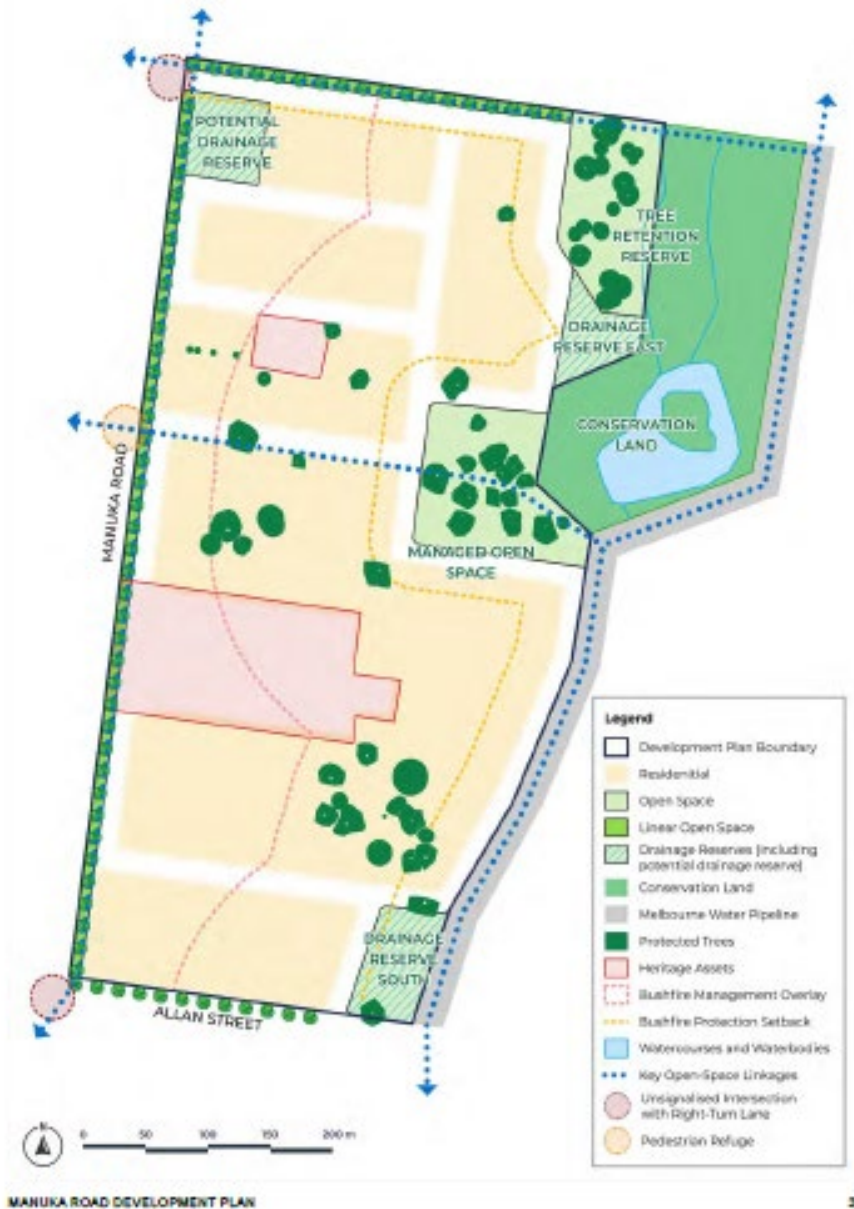 POTENTIAL
DRAINAGE
RESERVE
TREE
RETENTION
RESERVE
DRAINAGE
RESERVE EAST
CONSERVATION
LAND
MANUKA ROAD
MANAGED OPEN
SPACE
DRAINAGE
RESERVE
SOUTH
ALLAN STREET
Legend
Development Plan Boundary
Residential
Open Space
Linear Open Space
Drainage Reserves (including
potential drainage reserve)
Conservation Land
Melbourne Water Pipeline
Protected Trees
Heritage Assets
Bushfire Management Overlay
Bushfire Protection Setback
Watercourses and Waterbodies
Key Open-Space Linkages
Unsignalised Intersection
with Right-Turn Lane
Pedestrian Refuge
N
0 50 100 150 200 m
MANUKA ROAD DEVELOPMENT PLAN